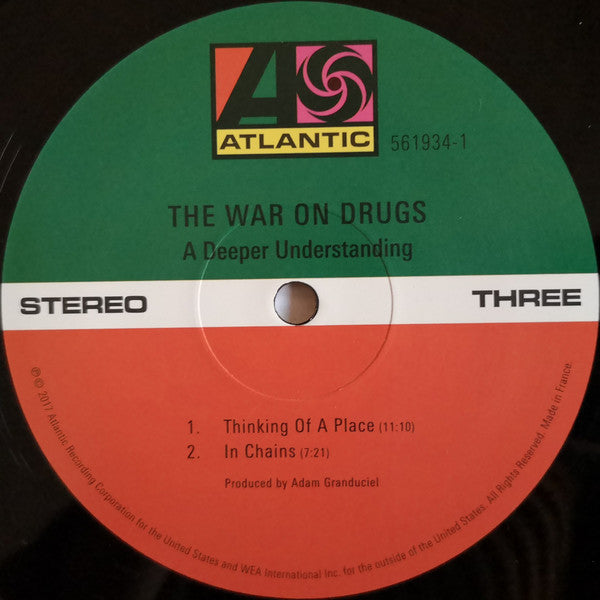 ATLANTIC
561934-1
THE WAR ON DRUGS
A Deeper Understanding
STEREO
THREE
1. Thinking Of A Place (11:10)
2. In Chains (7:21)
Produced by Adam Granduciel
℗© 2017 Atlantic Recording Corporation for the United States and WEA International Inc. for the outside of the United States. All Rights Reserved. Made in France.